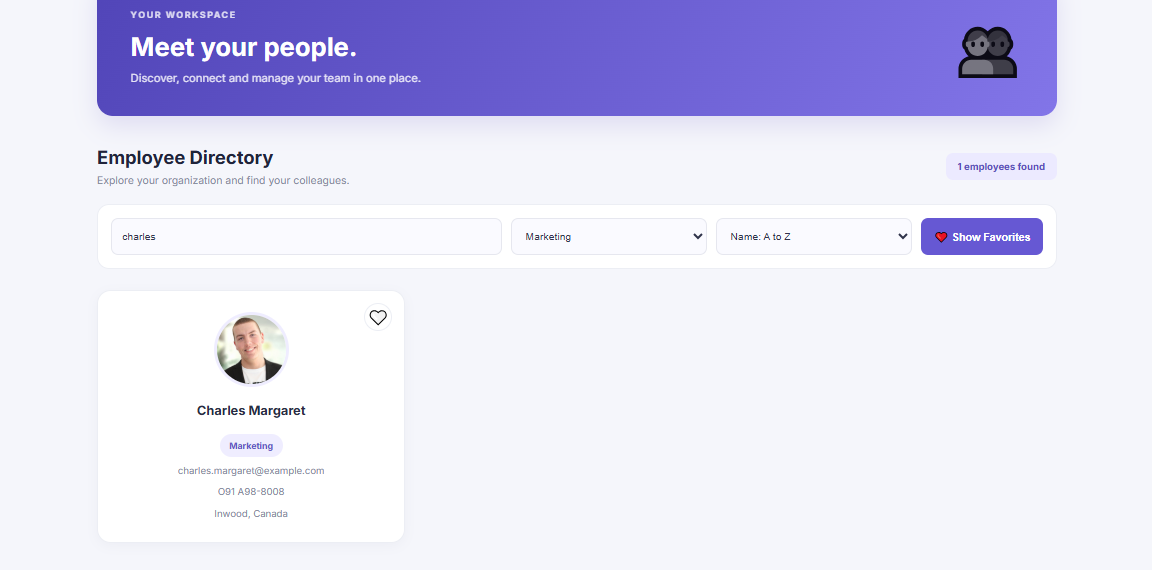 YOUR WORKSPACE
Meet your people.
Discover, connect and manage your team in one place.
Employee Directory
Explore your organization and find your colleagues.
1 employees found
charles
Marketing
Name: A to Z
Show Favorites
Charles Margaret
Marketing
charles.margaret@example.com
O91 A98-8008
Inwood, Canada